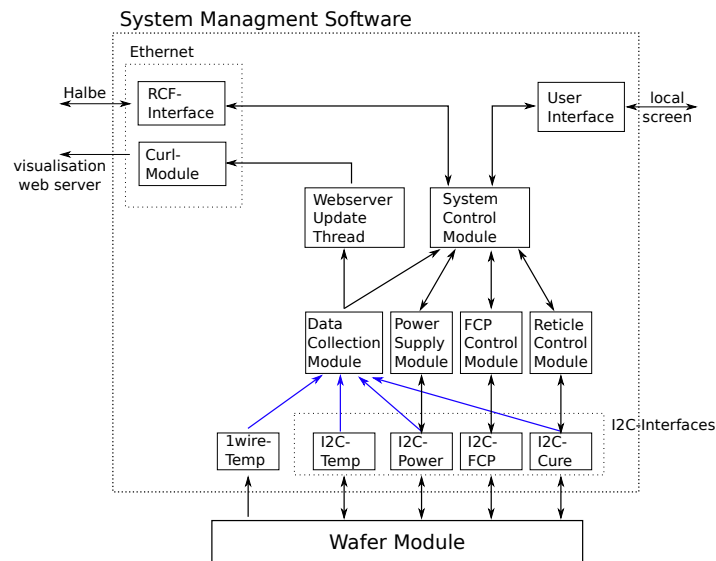 System Managment Software
Ethernet
Halbe
RCF-
Interface
User
Interface
local
screen
visualisation
web server
Curl-
Module
Webserver
Update
Thread
System
Control
Module
Data
Collection
Module
Power
Supply
Module
FCP
Control
Module
Reticle
Control
Module
I2C-Interfaces
1wire-
Temp
I2C-
Temp
I2C-
Power
I2C-
FCP
I2C-
Cure
Wafer Module